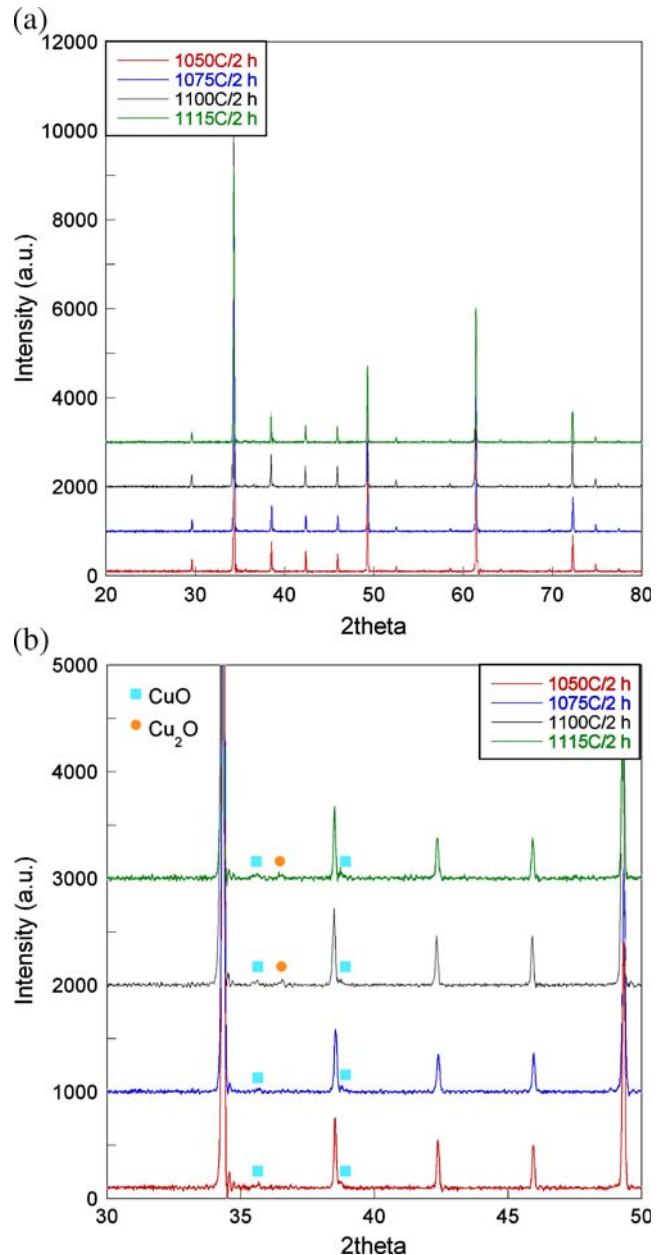 (a)
12000
10000
8000
6000
4000
2000
0
Intensity (a.u.)
1050C/2 h
1075C/2 h
1100C/2 h
1115C/2 h
20 30 40 50 60 70 80
2theta
(b)
5000
4000
3000
2000
1000
0
Intensity (a.u.)
CuO
Cu₂O
1050C/2 h
1075C/2 h
1100C/2 h
1115C/2 h
30 35 40 45 50
2theta